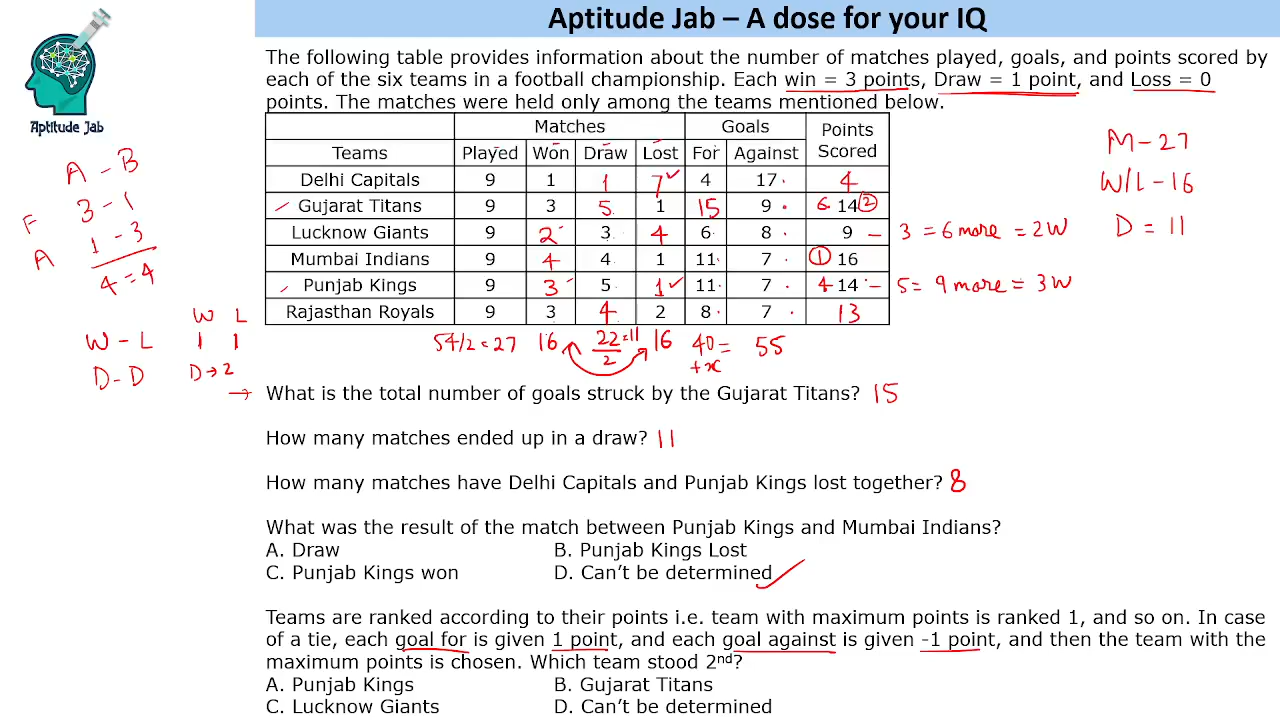 Aptitude Jab – A dose for your IQ
Aptitude Jab
The following table provides information about the number of matches played, goals, and points scored by
each of the six teams in a football championship. Each win = 3 points, Draw = 1 point, and Loss = 0
points. The matches were held only among the teams mentioned below.
Matches Goals Points Scored
Teams Played Won Draw Lost For Against
Delhi Capitals 9 1 1 7 4 17 4
Gujarat Titans 9 3 5 1 15 9 6 14 2
Lucknow Giants 9 2 3 4 6 8 9
Mumbai Indians 9 4 4 1 11 7 1 16
Punjab Kings 9 3 5 1 11 7 4 14
Rajasthan Royals 9 3 4 2 8 7 13
54/2 = 27 16 22/2 = 11 16 40 + x = 55
M - 27
W/L - 16
D = 11
3 = 6 more = 2W
5 = 9 more = 3W
A - B
F 3 - 1
A 1 - 3
4 = 4
W L
W - L 1 1
D - D D → 2
→ What is the total number of goals struck by the Gujarat Titans? 15
How many matches ended up in a draw? 11
How many matches have Delhi Capitals and Punjab Kings lost together? 8
What was the result of the match between Punjab Kings and Mumbai Indians?
A. Draw B. Punjab Kings Lost
C. Punjab Kings won D. Can't be determined
Teams are ranked according to their points i.e. team with maximum points is ranked 1, and so on. In case
of a tie, each goal for is given 1 point, and each goal against is given -1 point, and then the team with the
maximum points is chosen. Which team stood 2nd?
A. Punjab Kings B. Gujarat Titans
C. Lucknow Giants D. Can't be determined